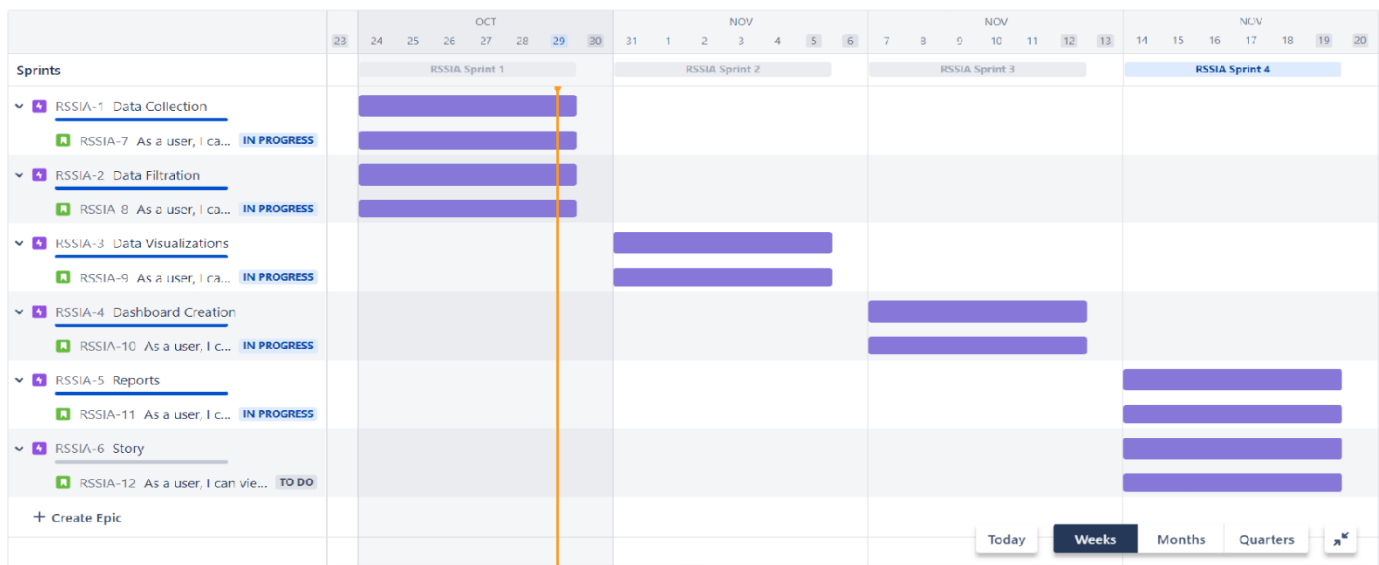 OCT NOV NOV NOV
23 24 25 26 27 28 29 30 31 1 2 3 4 5 6 7 8 9 10 11 12 13 14 15 16 17 18 19 20
Sprints RSSIA Sprint 1 RSSIA Sprint 2 RSSIA Sprint 3 RSSIA Sprint 4
RSSIA-1 Data Collection
RSSIA-7 As a user, I ca... IN PROGRESS
RSSIA-2 Data Filtration
RSSIA-8 As a user, I ca... IN PROGRESS
RSSIA-3 Data Visualizations
RSSIA-9 As a user, I ca... IN PROGRESS
RSSIA-4 Dashboard Creation
RSSIA-10 As a user, I c... IN PROGRESS
RSSIA-5 Reports
RSSIA-11 As a user, I c... IN PROGRESS
RSSIA-6 Story
RSSIA-12 As a user, I can vie... TO DO
+ Create Epic
Today Weeks Months Quarters